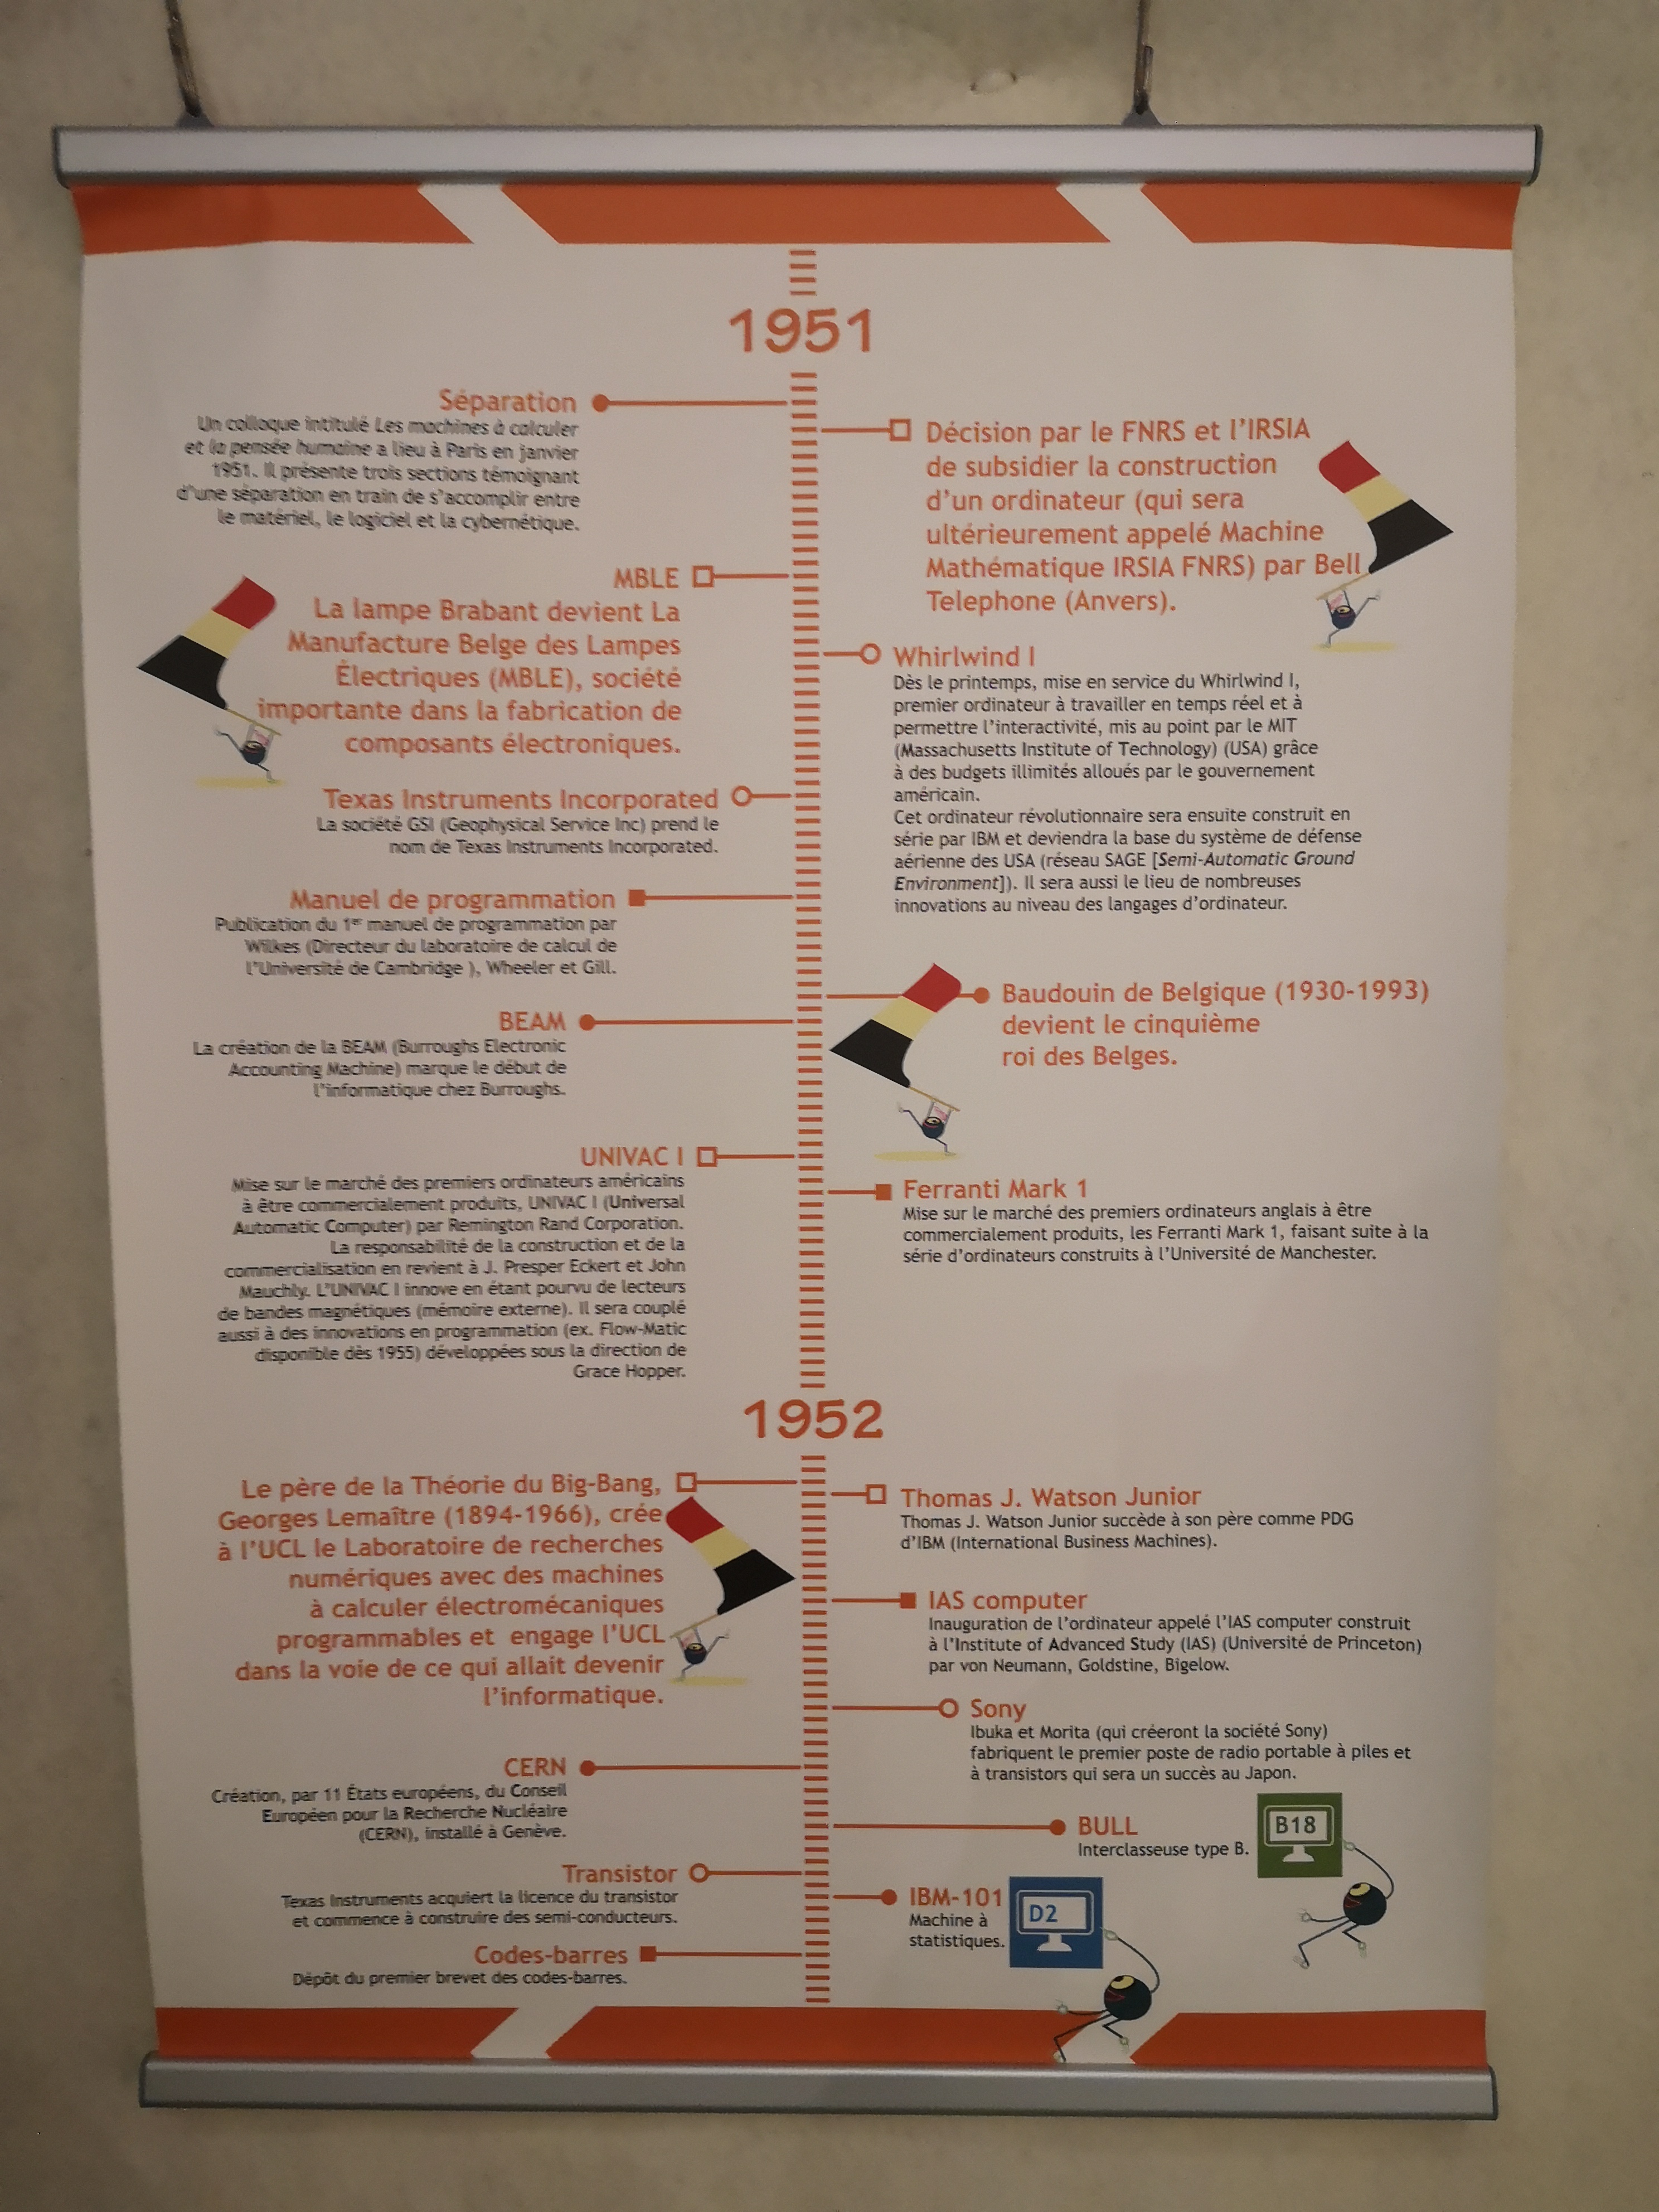 1951
Séparation
Un colloque intitulé Les machines à calculer
et la pensée humaine a lieu à Paris en janvier
1951. Il présente trois sections témoignant
d'une séparation en train de s'accomplir entre
le matériel, le logiciel et la cybernétique.
Décision par le FNRS et l'IRSIA
de subsidier la construction
d'un ordinateur (qui sera
ultérieurement appelé Machine
Mathématique IRSIA FNRS) par Bell
Telephone (Anvers).
MBLE
La lampe Brabant devient La
Manufacture Belge des Lampes
Électriques (MBLE), société
importante dans la fabrication de
composants électroniques.
Whirlwind I
Dès le printemps, mise en service du Whirlwind I,
premier ordinateur à travailler en temps réel et à
permettre l'interactivité, mis au point par le MIT
(Massachusetts Institute of Technology) (USA) grâce
à des budgets illimités alloués par le gouvernement
américain.
Cet ordinateur révolutionnaire sera ensuite construit en
série par IBM et deviendra la base du système de défense
aérienne des USA (réseau SAGE [Semi-Automatic Ground
Environment]). Il sera aussi le lieu de nombreuses
innovations au niveau des langages d'ordinateur.
Texas Instruments Incorporated
La société GSI (Geophysical Service Inc) prend le
nom de Texas Instruments Incorporated.
Manuel de programmation
Publication du 1er manuel de programmation par
Wilkes (Directeur du laboratoire de calcul de
l'Université de Cambridge ), Wheeler et Gill.
Baudouin de Belgique (1930-1993)
devient le cinquième
roi des Belges.
BEAM
La création de la BEAM (Burroughs Electronic
Accounting Machine) marque le début de
l'informatique chez Burroughs.
UNIVAC I
Mise sur le marché des premiers ordinateurs américains
à être commercialement produits, UNIVAC I (Universal
Automatic Computer) par Remington Rand Corporation.
La responsabilité de la construction et de la
commercialisation en revient à J. Presper Eckert et John
Mauchly. L'UNIVAC I innove en étant pourvu de lecteurs
de bandes magnétiques (mémoire externe). Il sera couplé
aussi à des innovations en programmation (ex. Flow-Matic
disponible dès 1955) développées sous la direction de
Grace Hopper.
Ferranti Mark 1
Mise sur le marché des premiers ordinateurs anglais à être
commercialement produits, les Ferranti Mark 1, faisant suite à la
série d'ordinateurs construits à l'Université de Manchester.
1952
Le père de la Théorie du Big-Bang,
Georges Lemaître (1894-1966), crée
à l'UCL le Laboratoire de recherches
numériques avec des machines
à calculer électromécaniques
programmables et engage l'UCL
dans la voie de ce qui allait devenir
l'informatique.
Thomas J. Watson Junior
Thomas J. Watson Junior succède à son père comme PDG
d'IBM (International Business Machines).
IAS computer
Inauguration de l'ordinateur appelé l'IAS computer construit
à l'Institute of Advanced Study (IAS) (Université de Princeton)
par von Neumann, Goldstine, Bigelow.
Sony
Ibuka et Morita (qui créeront la société Sony)
fabriquent le premier poste de radio portable à piles et
à transistors qui sera un succès au Japon.
CERN
Création, par 11 États européens, du Conseil
Européen pour la Recherche Nucléaire
(CERN), installé à Genève.
BULL
Interclasseuse type B.
B18
Transistor
Texas Instruments acquiert la licence du transistor
et commence à construire des semi-conducteurs.
IBM-101
Machine à
statistiques.
D2
Codes-barres
Dépôt du premier brevet des codes-barres.